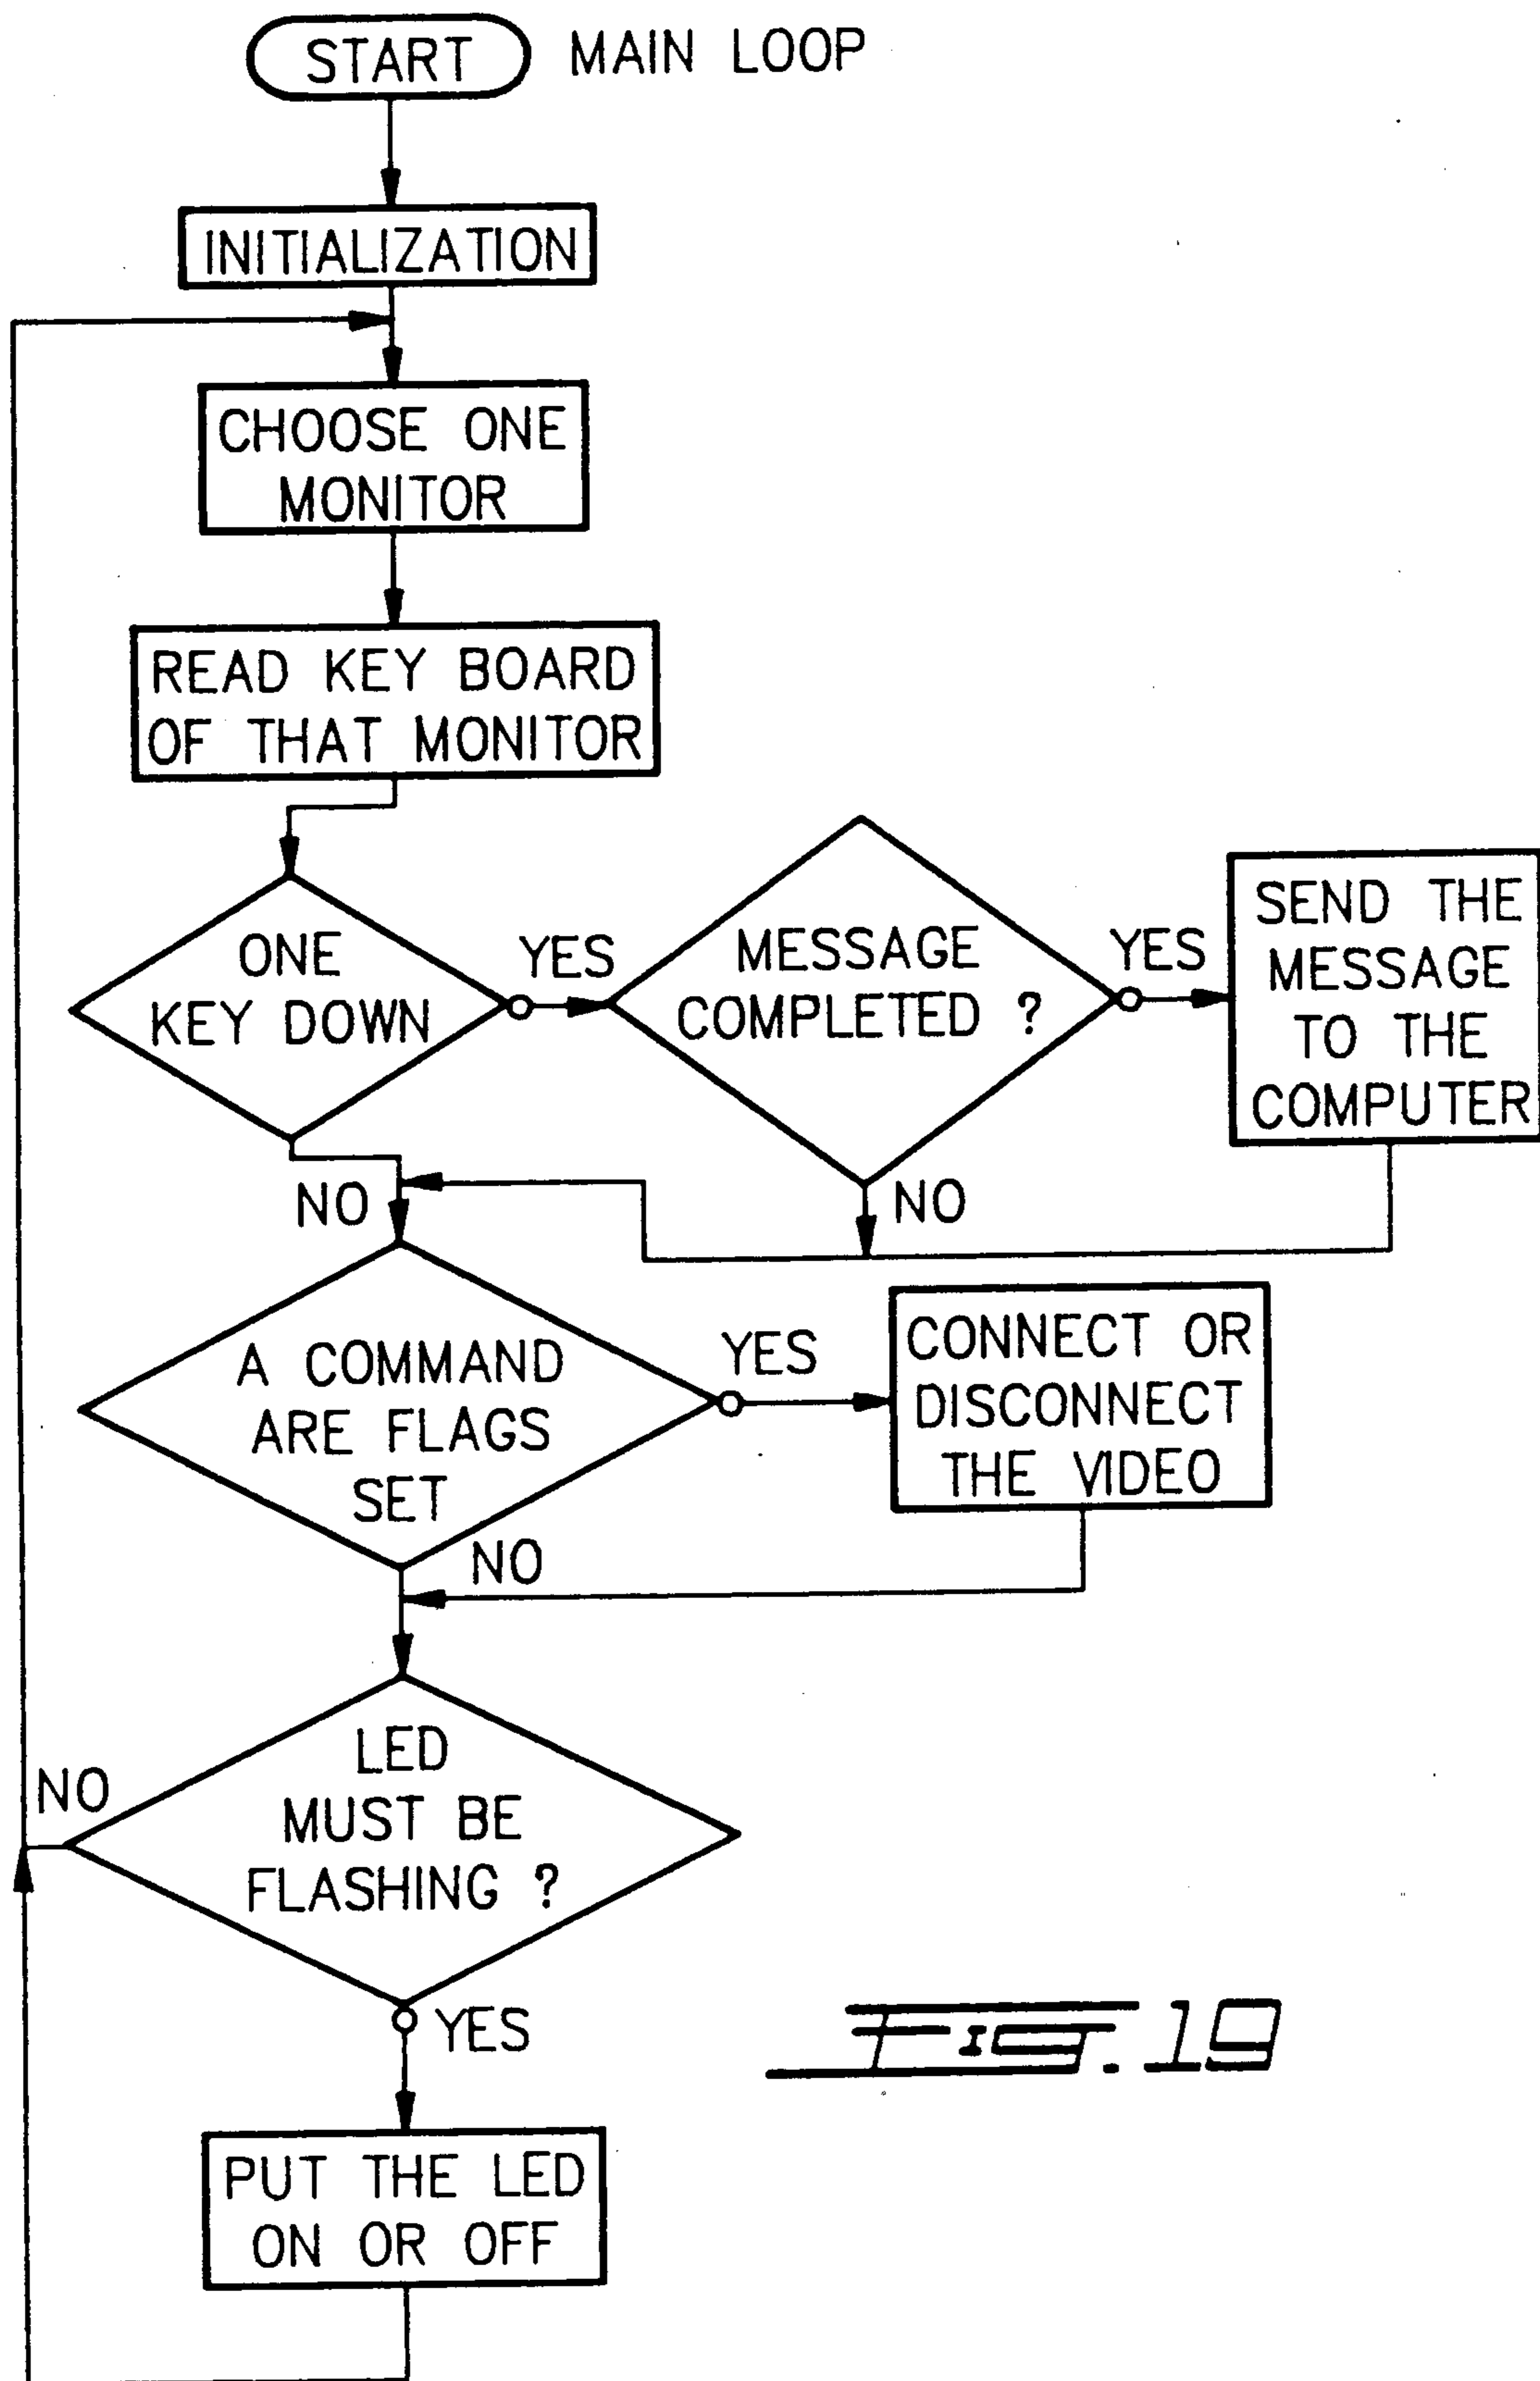 START
MAIN LOOP
INITIALIZATION
CHOOSE ONE
MONITOR
READ KEY BOARD
OF THAT MONITOR
ONE
KEY DOWN
YES
MESSAGE
COMPLETED ?
YES
SEND THE
MESSAGE
TO THE
COMPUTER
NO
NO
A COMMAND
ARE FLAGS
SET
YES
CONNECT OR
DISCONNECT
THE VIDEO
NO
LED
MUST BE
FLASHING ?
NO
YES
PUT THE LED
ON OR OFF
FIG. 19